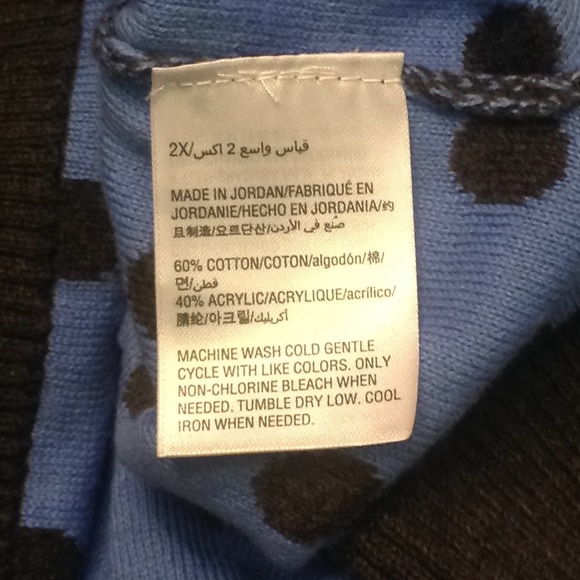 2X/قياس واسع 2 اكس
MADE IN JORDAN/FABRIQUÉ EN
JORDANIE/HECHO EN JORDANIA/约
旦制造/요르단산/صنع في الأردن
60% COTTON/COTON/algodón/棉/
면/قطن
40% ACRYLIC/ACRYLIQUE/acrílico/
腈纶/아크릴/أكريليك
MACHINE WASH COLD GENTLE
CYCLE WITH LIKE COLORS. ONLY
NON-CHLORINE BLEACH WHEN
NEEDED. TUMBLE DRY LOW. COOL
IRON WHEN NEEDED.